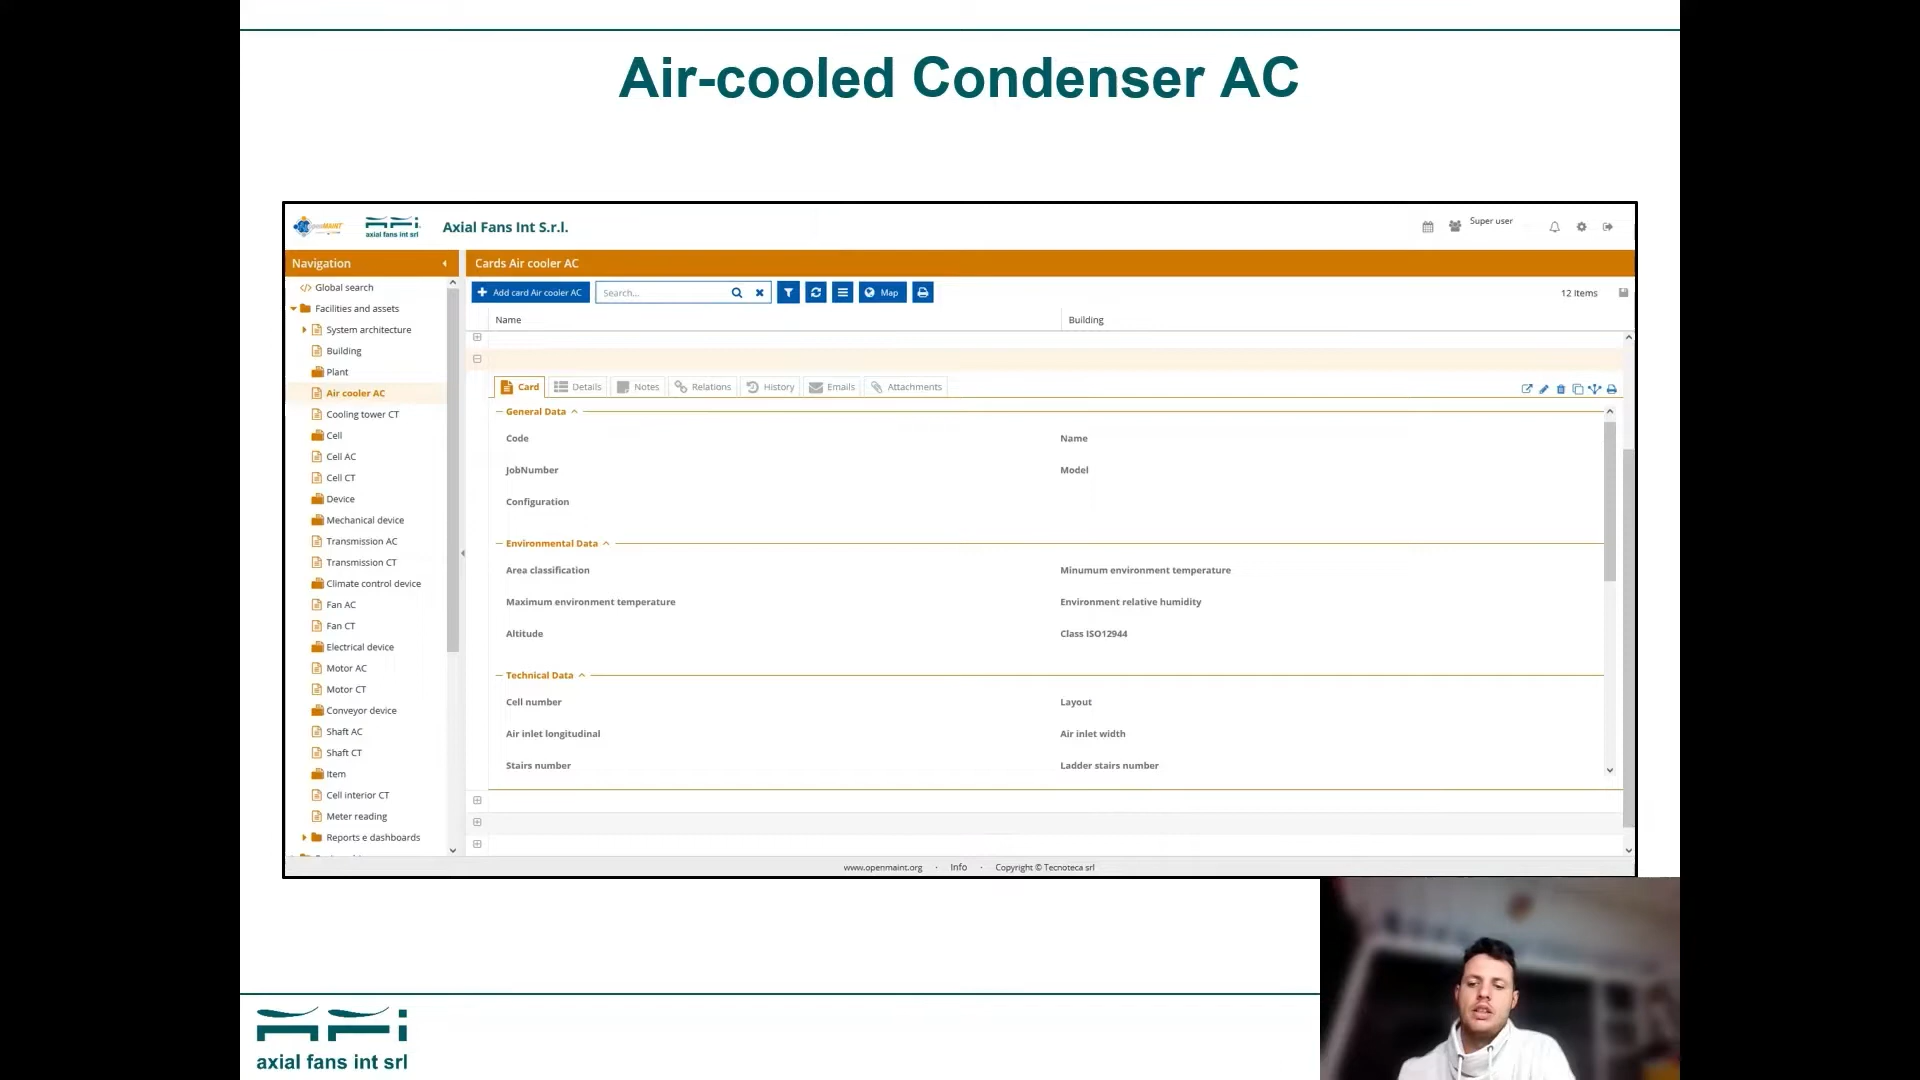 Air-cooled Condenser AC
openMAINT
axial fans int srl
Axial Fans Int S.r.l.
Super user
Navigation
Cards Air cooler AC
Global search
Facilities and assets
System architecture
Building
Plant
Air cooler AC
Cooling tower CT
Cell
Cell AC
Cell CT
Device
Mechanical device
Transmission AC
Transmission CT
Climate control device
Fan AC
Fan CT
Electrical device
Motor AC
Motor CT
Conveyor device
Shaft AC
Shaft CT
Item
Cell interior CT
Meter reading
Reports e dashboards
Add card Air cooler AC
Search...
Map
12 Items
Name Building
Card Details Notes Relations History Emails Attachments
General Data
Code Name
JobNumber Model
Configuration
Environmental Data
Area classification Minumum environment temperature
Maximum environment temperature Environment relative humidity
Altitude Class ISO12944
Technical Data
Cell number Layout
Air inlet longitudinal Air inlet width
Stairs number Ladder stairs number
www.openmaint.org · Info · Copyright © Tecnoteca srl
axial fans int srl